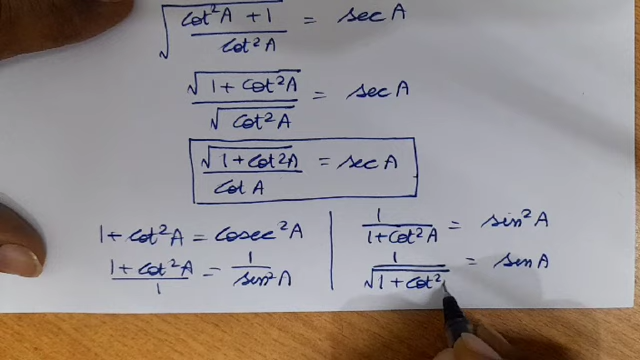 √(cot²A + 1 / cot²A) = sec A
√(1 + cot²A) / √(cot²A) = sec A
√(1 + cot²A) / cot A = sec A
1 + cot²A = cosec²A
(1 + cot²A) / 1 = 1 / sin²A
1 / (1 + cot²A) = sin²A
1 / √(1 + cot² = sin A